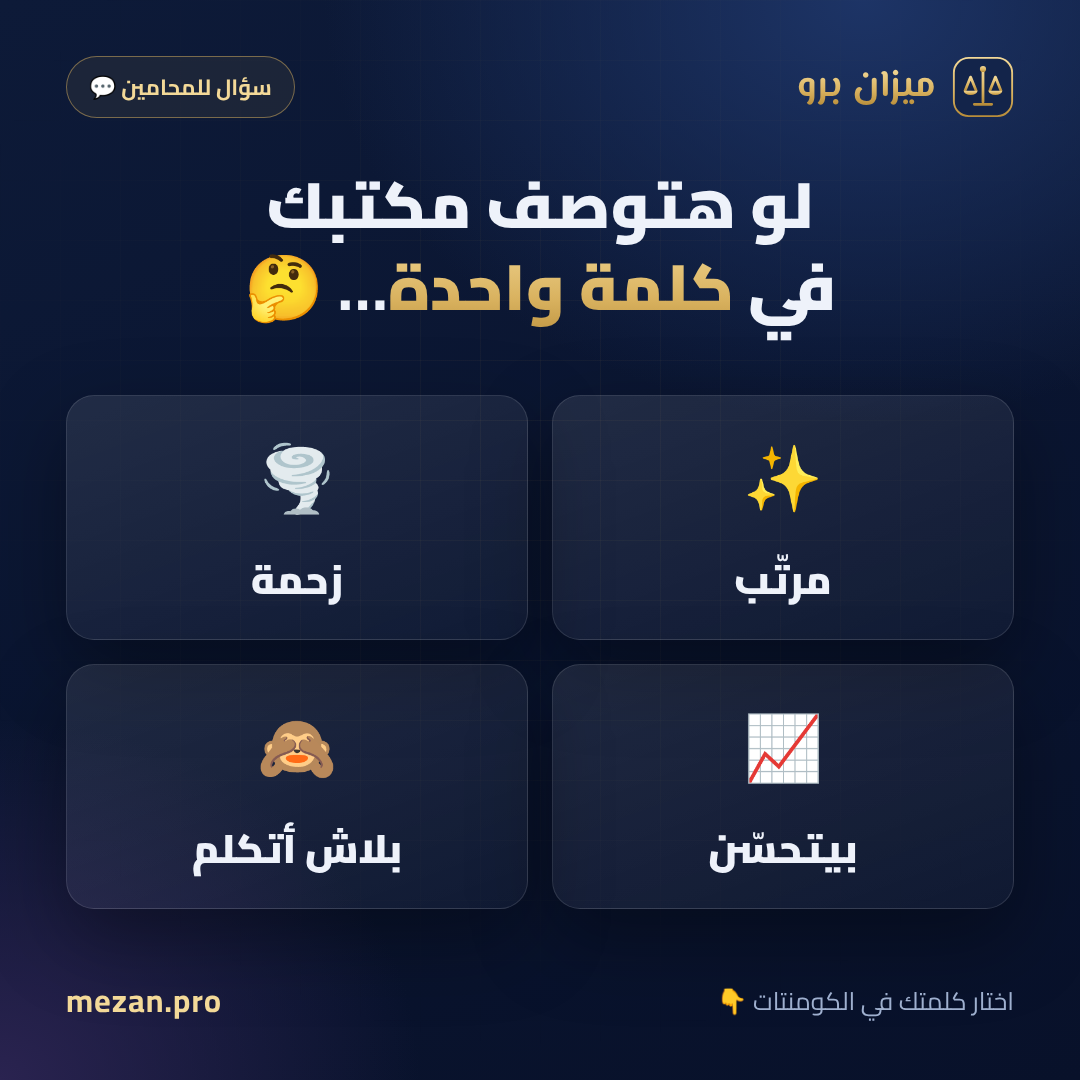 ميزان برو
سؤال للمحامين 💬
لو هتوصف مكتبك
في كلمة واحدة... 🤔
مرتّب
زحمة
بيتحسّن
بلاش أتكلم
اختار كلمتك في الكومنتات 👇
mezan.pro